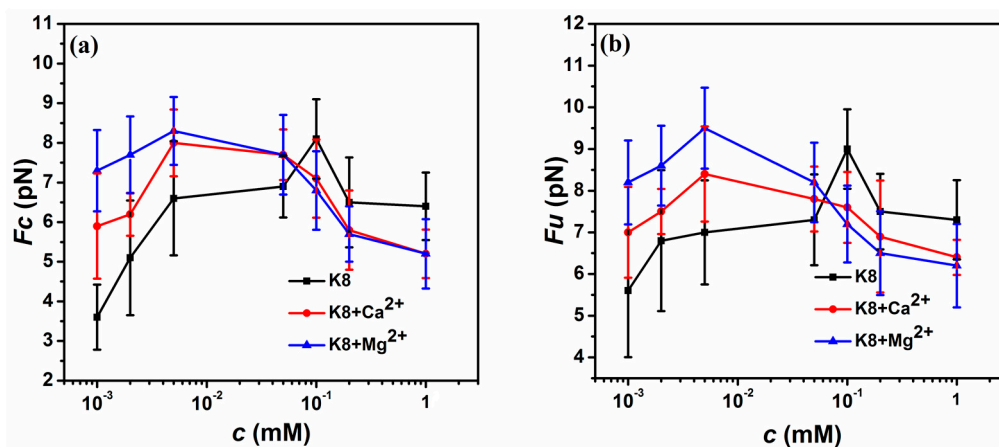 (a)
Fc (pN)
11
10
9
8
7
6
5
4
3
2
K8
K8+Ca²⁺
K8+Mg²⁺
10⁻³ 10⁻² 10⁻¹ 1
c (mM)
(b)
Fu (pN)
12
11
10
9
8
7
6
5
4
K8
K8+Ca²⁺
K8+Mg²⁺
10⁻³ 10⁻² 10⁻¹ 1
c (mM)